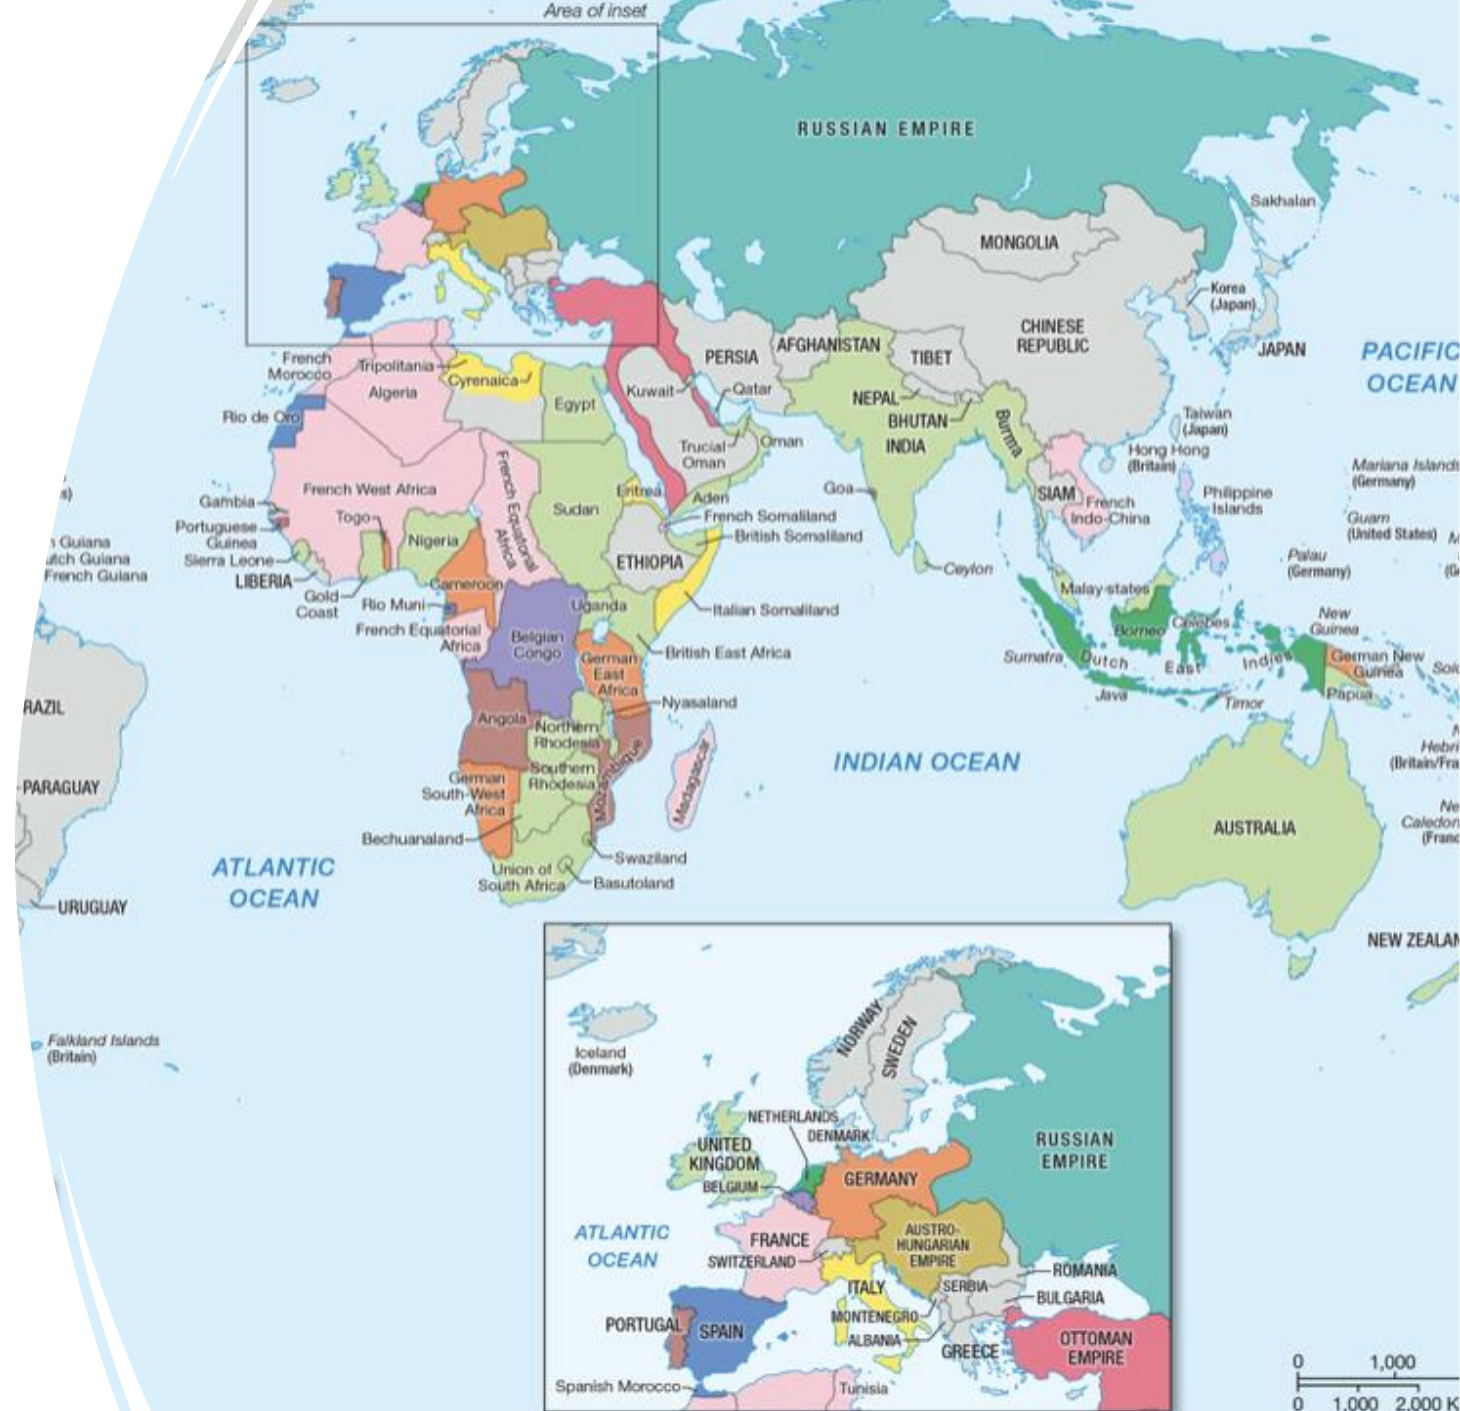 Area of inset
RUSSIAN EMPIRE
Sakhalan
MONGOLIA
Korea
(Japan)
CHINESE
REPUBLIC
JAPAN
PACIFIC
OCEAN
French
Morocco
Tripolitania
Cyrenaica
Algeria
Egypt
Rio de Oro
PERSIA
AFGHANISTAN
TIBET
Kuwait
Qatar
NEPAL
BHUTAN
INDIA
Burma
Taiwan
(Japan)
Trucial
Oman
Oman
Hong Hong
(Britain)
Mariana Islands
(Germany)
French West Africa
French Equatorial
Africa
Sudan
Eritrea
Aden
Goa
SIAM
French
Indo-China
Philippine
Islands
Guam
(United States)
Gambia
Portuguese
Guinea
Togo
Sierra Leone
LIBERIA
Nigeria
French Somaliland
British Somaliland
ETHIOPIA
Ceylon
Palau
(Germany)
Guiana
utch Guiana
French Guiana
Gold
Coast
Cameroon
Rio Muni
French Equatorial
Africa
Uganda
Belgian
Congo
Italian Somaliland
British East Africa
German
East
Africa
Malay states
Borneo
Celebes
New
Guinea
Sumatra
Dutch
East
Indies
German New
Guinea
Java
Timor
Papua
Solo
RAZIL
PARAGUAY
URUGUAY
Angola
Northern
Rhodesia
Nyasaland
Southern
Rhodesia
Mozambique
Madagascar
German
South-West
Africa
Bechuanaland
Swaziland
Union of
South Africa
Basutoland
INDIAN OCEAN
ATLANTIC
OCEAN
AUSTRALIA
Hebri
(Britain/Fra
Ne
Caledon
(Franc
NEW ZEALAN
Falkland Islands
(Britain)
Iceland
(Denmark)
NORWAY
SWEDEN
NETHERLANDS
DENMARK
UNITED
KINGDOM
BELGIUM
GERMANY
RUSSIAN
EMPIRE
ATLANTIC
OCEAN
FRANCE
SWITZERLAND
AUSTRO-
HUNGARIAN
EMPIRE
ITALY
SERBIA
ROMANIA
BULGARIA
MONTENEGRO
ALBANIA
GREECE
PORTUGAL
SPAIN
OTTOMAN
EMPIRE
Spanish Morocco
Tunisia
0 1,000
0 1,000 2,000 K